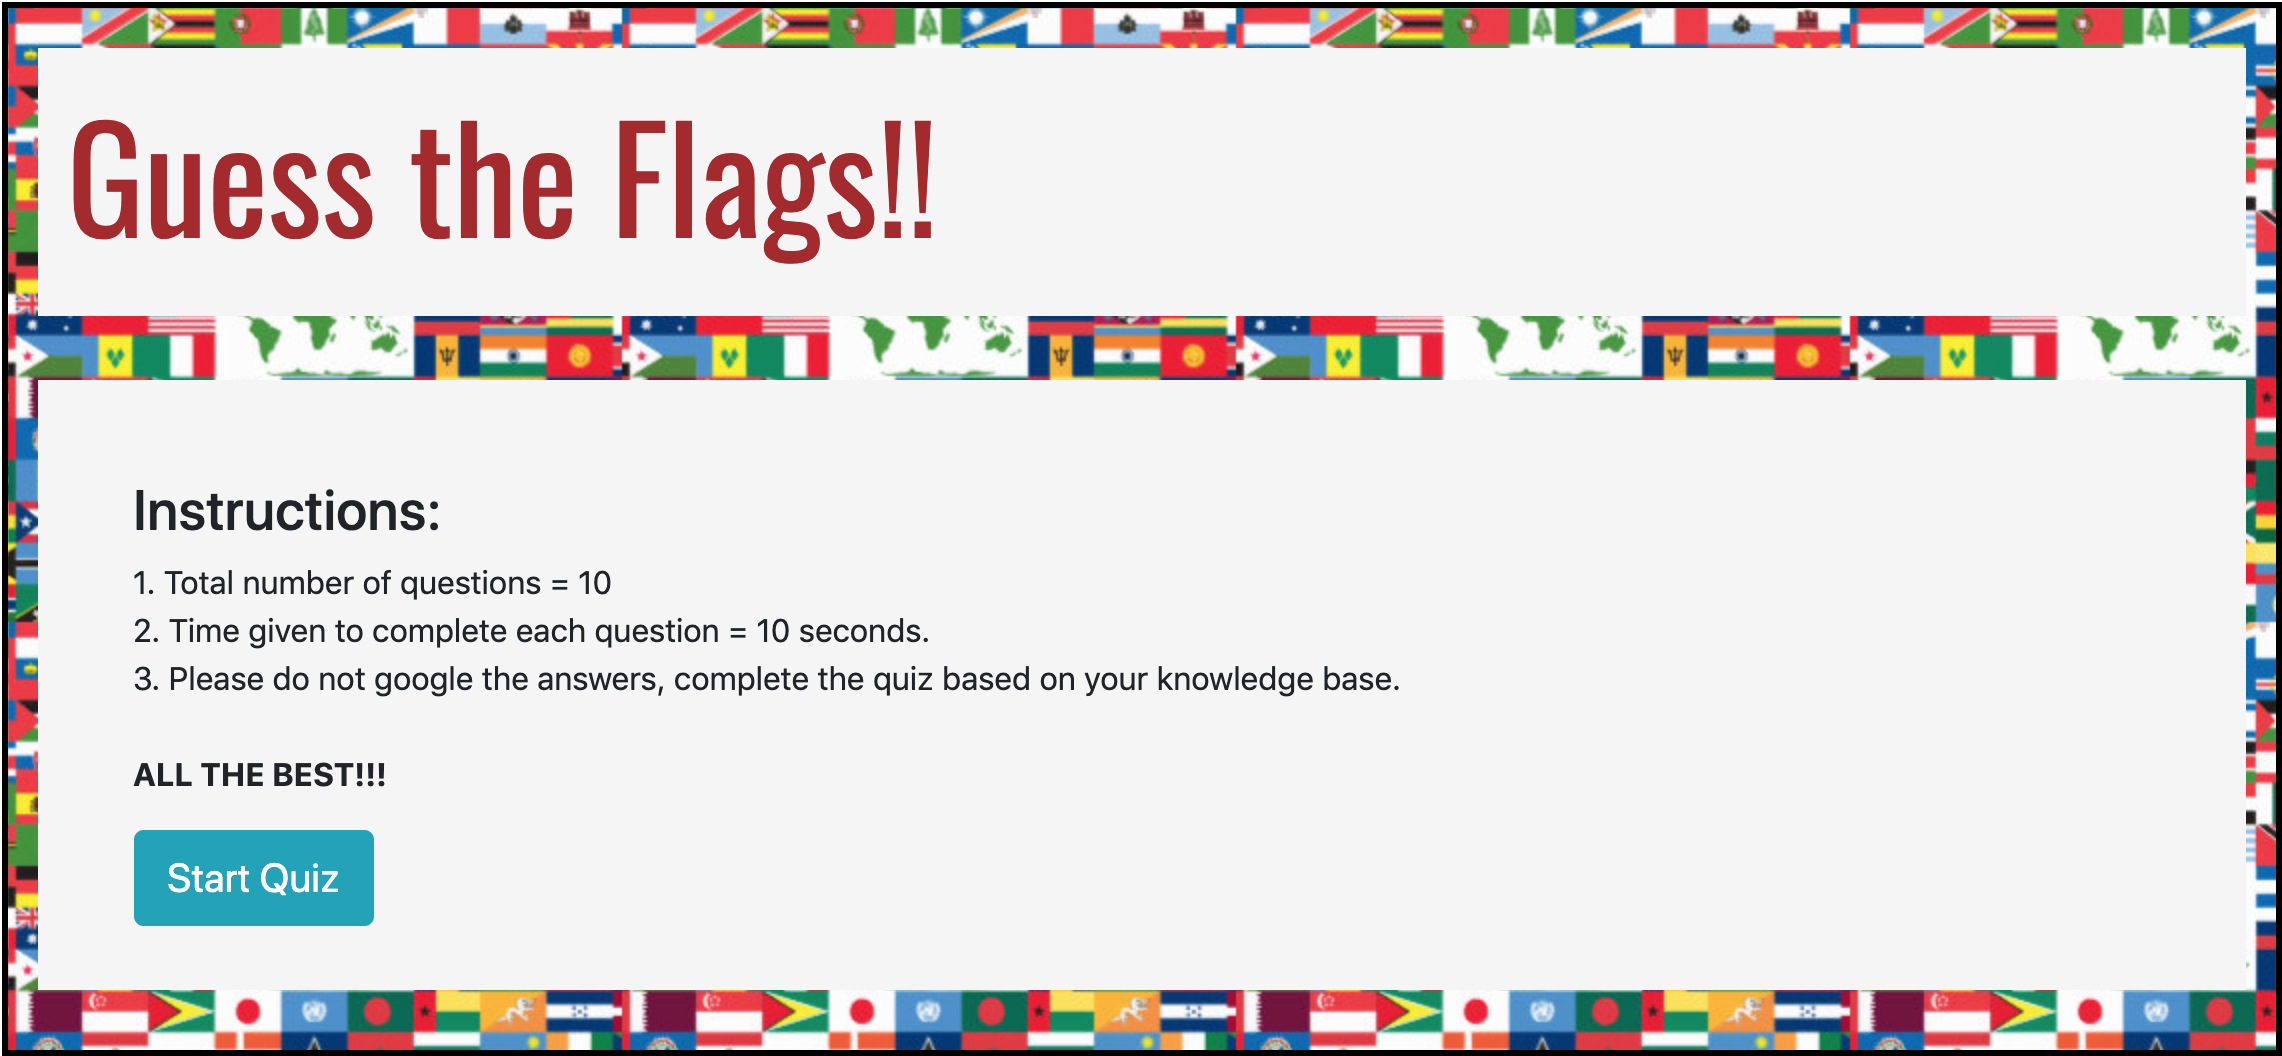 Guess the Flags!!
Instructions:
1. Total number of questions = 10
2. Time given to complete each question = 10 seconds.
3. Please do not google the answers, complete the quiz based on your knowledge base.
ALL THE BEST!!!
Start Quiz